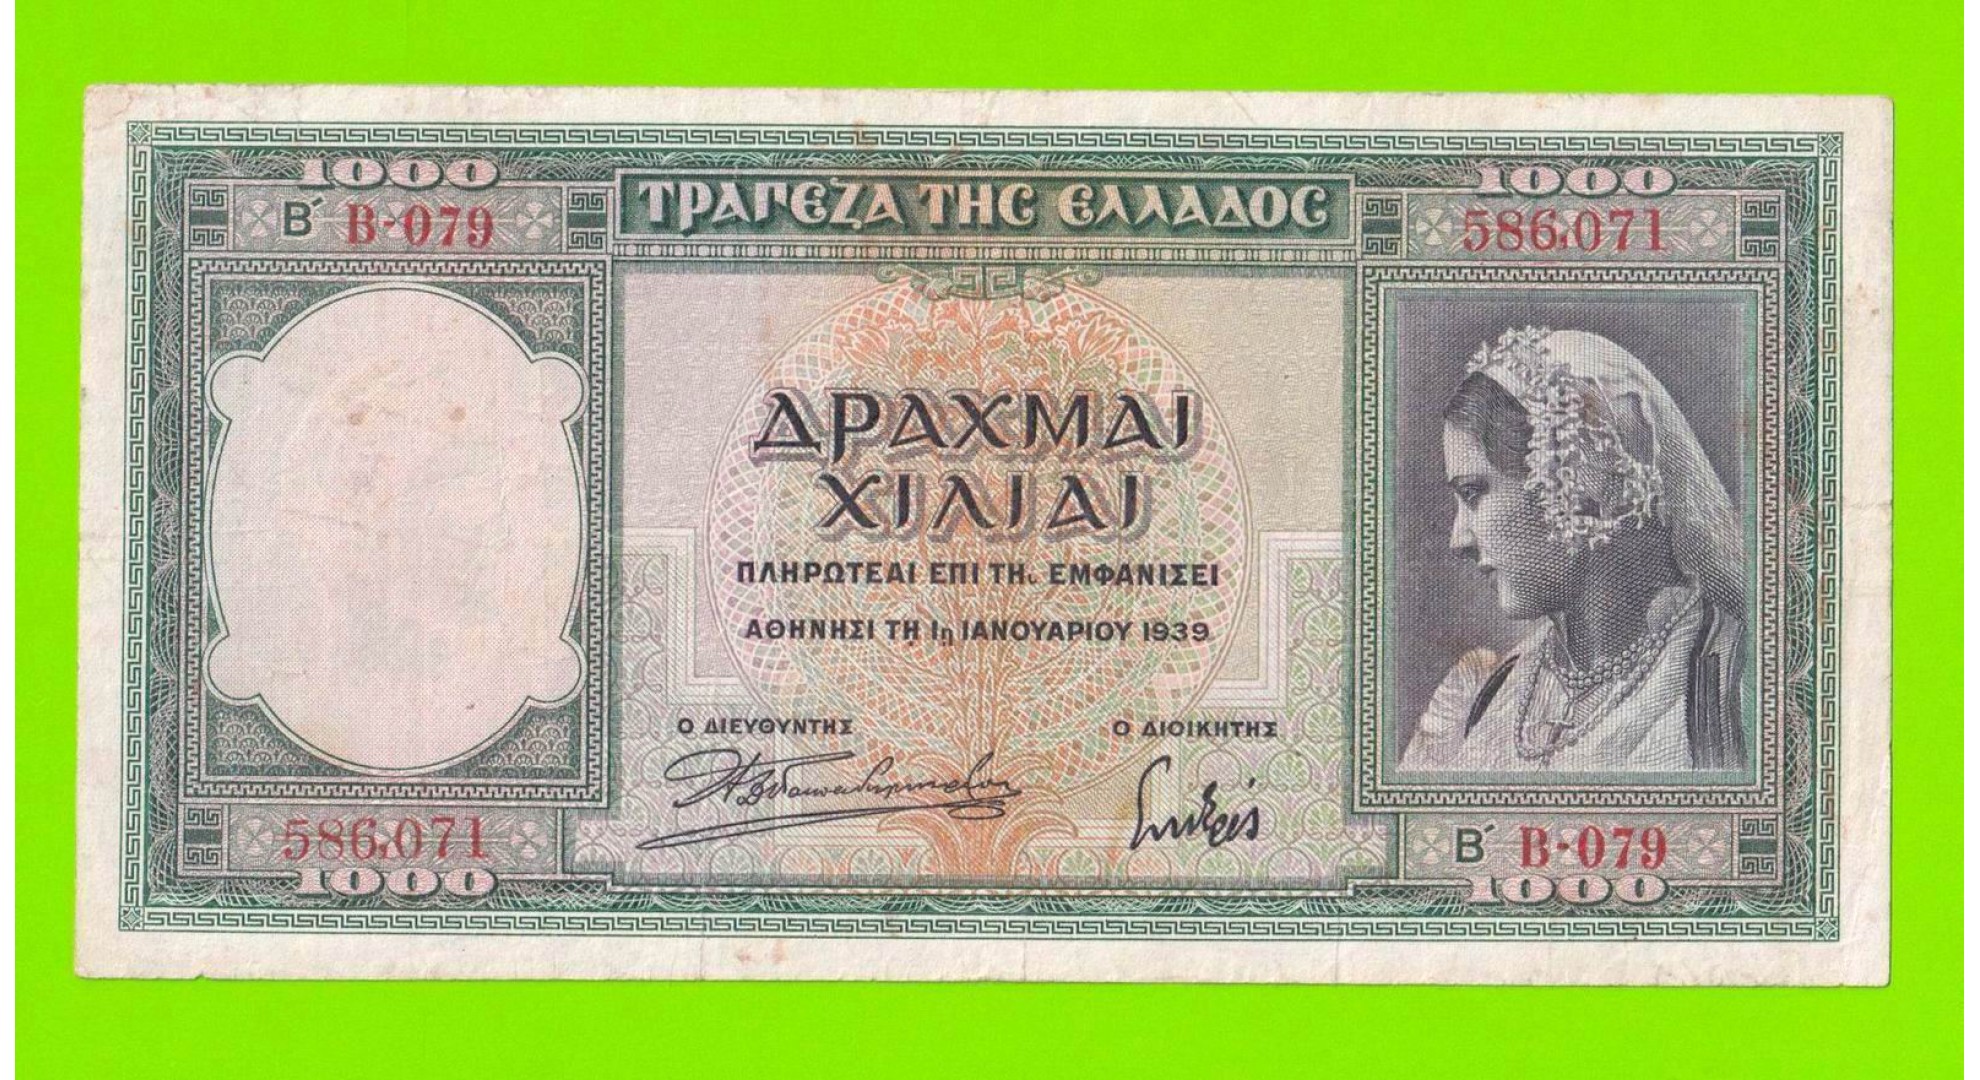 1000
Β΄ Β-079
ΤΡΑΠΕΖΑ ΤΗΣ ΕΛΛΑΔΟΣ
1000
586,071
ΔΡΑΧΜΑΙ
ΧΙΛΙΑΙ
ΠΛΗΡΩΤΕΑΙ ΕΠΙ ΤΗι ΕΜΦΑΝΙΣΕΙ
ΑΘΗΝΗΣΙ ΤΗ 1η ΙΑΝΟΥΑΡΙΟΥ 1939
Ο ΔΙΕΥΘΥΝΤΗΣ
Ο ΔΙΟΙΚΗΤΗΣ
586,071
1000
Β΄ Β-079
1000